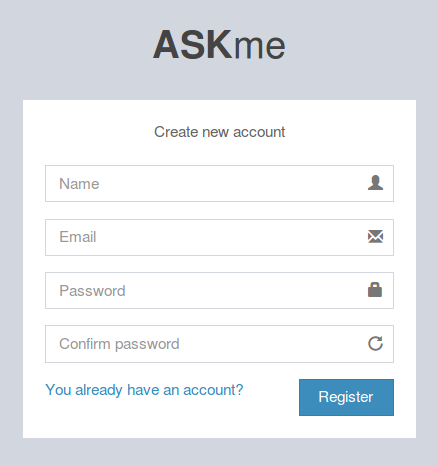 ASKme
Create new account
Name
Email
Password
Confirm password
You already have an account?
Register